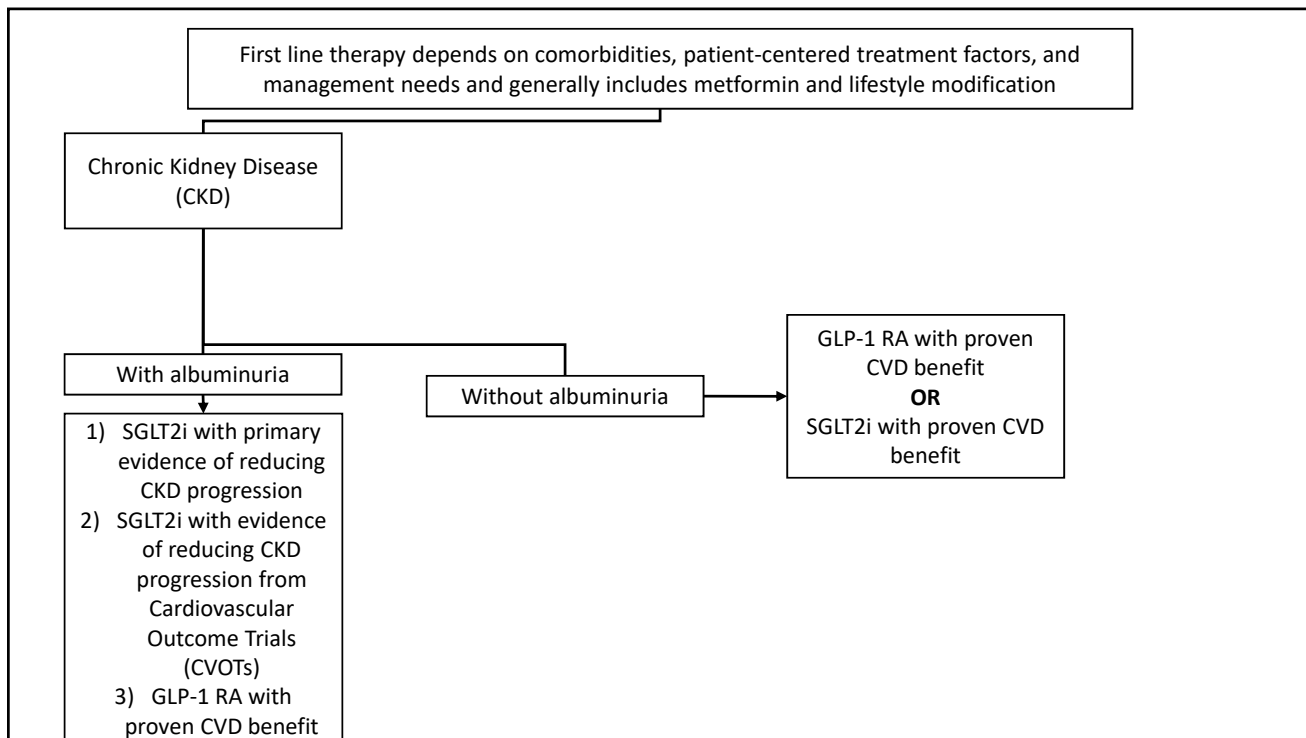 First line therapy depends on comorbidities, patient-centered treatment factors, and
management needs and generally includes metformin and lifestyle modification
Chronic Kidney Disease
(CKD)
With albuminuria
Without albuminuria
GLP-1 RA with proven
CVD benefit
OR
SGLT2i with proven CVD
benefit
1) SGLT2i with primary
evidence of reducing
CKD progression
2) SGLT2i with evidence
of reducing CKD
progression from
Cardiovascular
Outcome Trials
(CVOTs)
3) GLP-1 RA with
proven CVD benefit